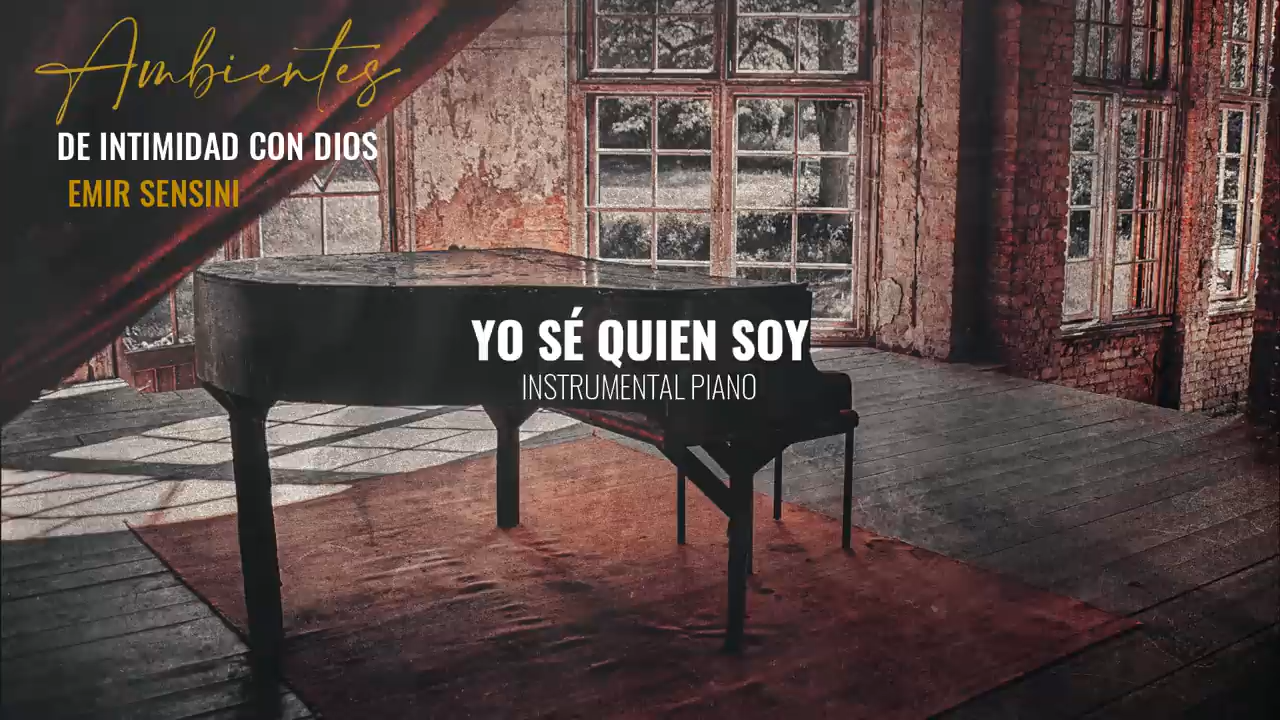 Ambientes
DE INTIMIDAD CON DIOS
EMIR SENSINI
YO SÉ QUIEN SOY
INSTRUMENTAL PIANO